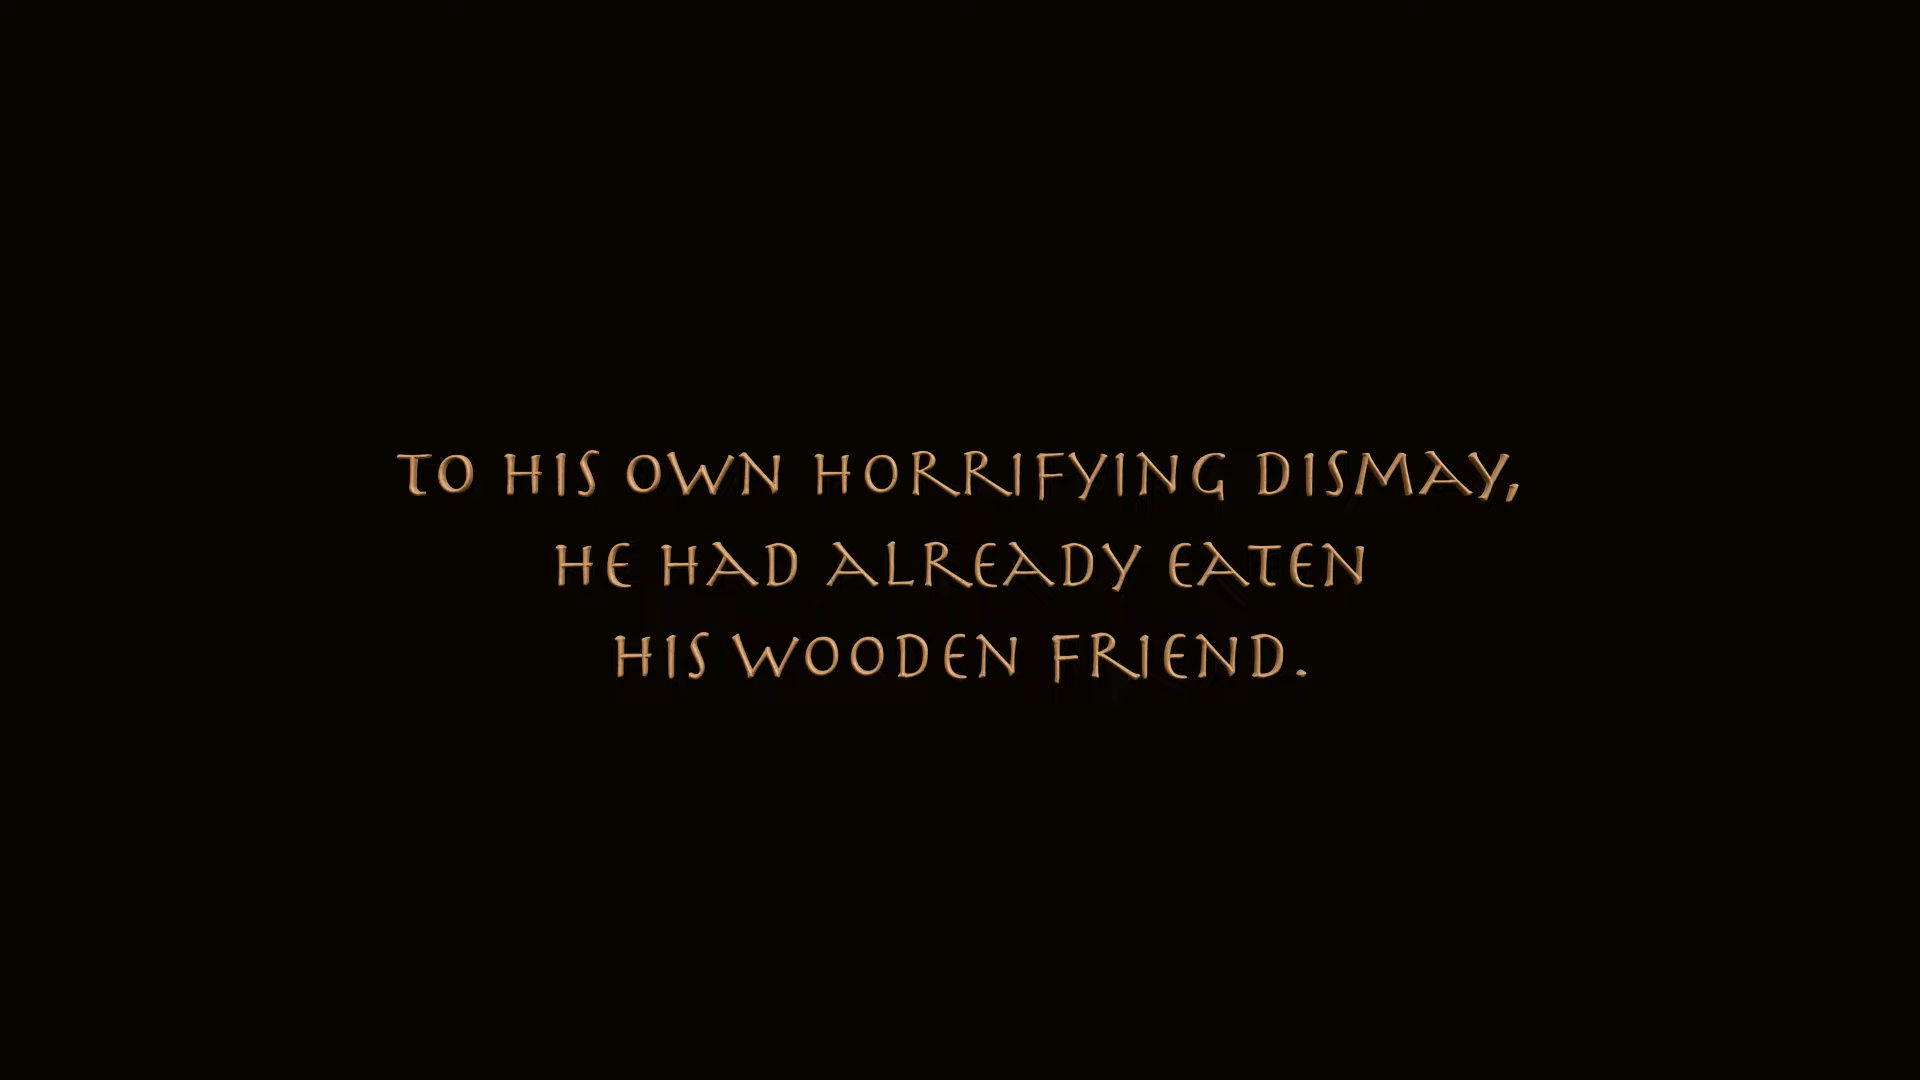 TO HIS OWN HORRIFYING DISMAY,
HE HAD ALREADY EATEN
HIS WOODEN FRIEND.